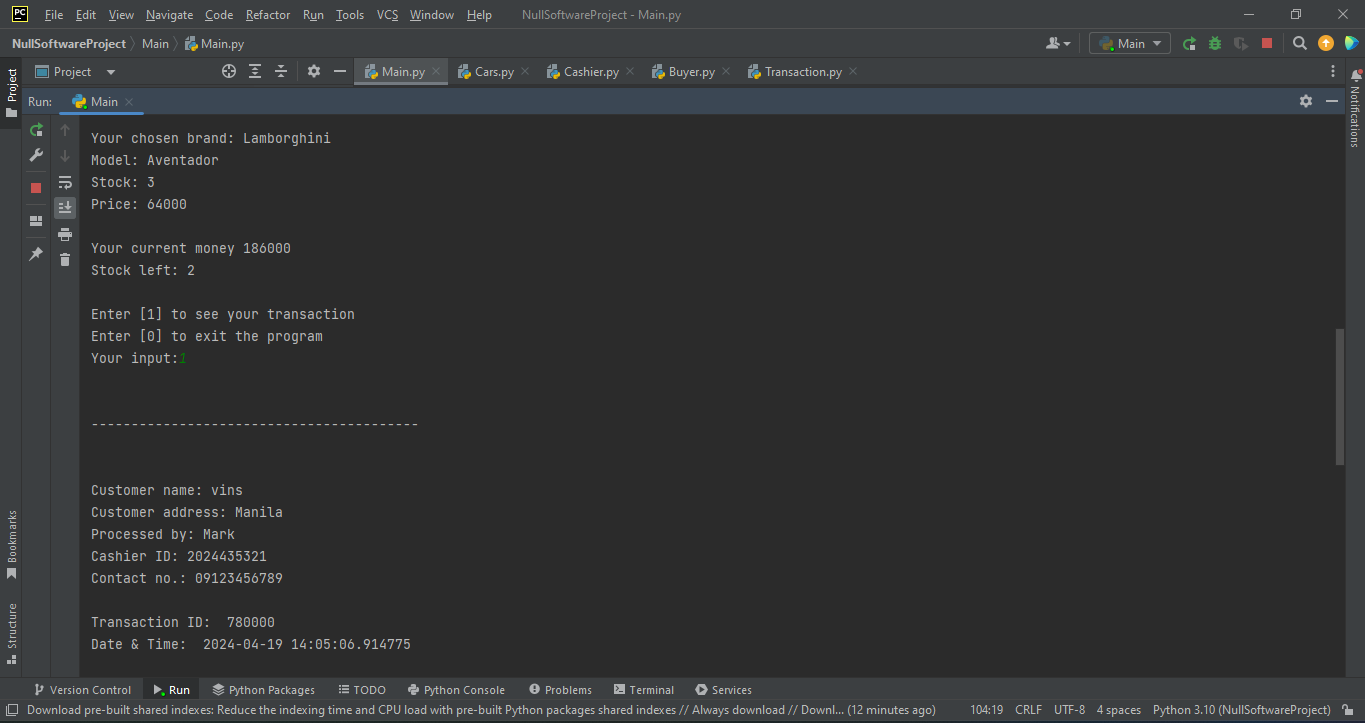 PC File Edit View Navigate Code Refactor Run Tools VCS Window Help NullSoftwareProject - Main.py
NullSoftwareProject Main Main.py Main
Project Project Main.py Cars.py Cashier.py Buyer.py Transaction.py Notifications
Run: Main
Your chosen brand: Lamborghini
Model: Aventador
Stock: 3
Price: 64000
Your current money 186000
Stock left: 2
Enter [1] to see your transaction
Enter [0] to exit the program
Your input:1
-----------------------------------------
Customer name: vins
Customer address: Manila
Processed by: Mark
Cashier ID: 2024435321
Contact no.: 09123456789
Transaction ID:  780000
Date & Time:  2024-04-19 14:05:06.914775
Bookmarks
Structure
Version Control Run Python Packages TODO Python Console Problems Terminal Services
Download pre-built shared indexes: Reduce the indexing time and CPU load with pre-built Python packages shared indexes // Always download // Downl... (12 minutes ago) 104:19 CRLF UTF-8 4 spaces Python 3.10 (NullSoftwareProject)